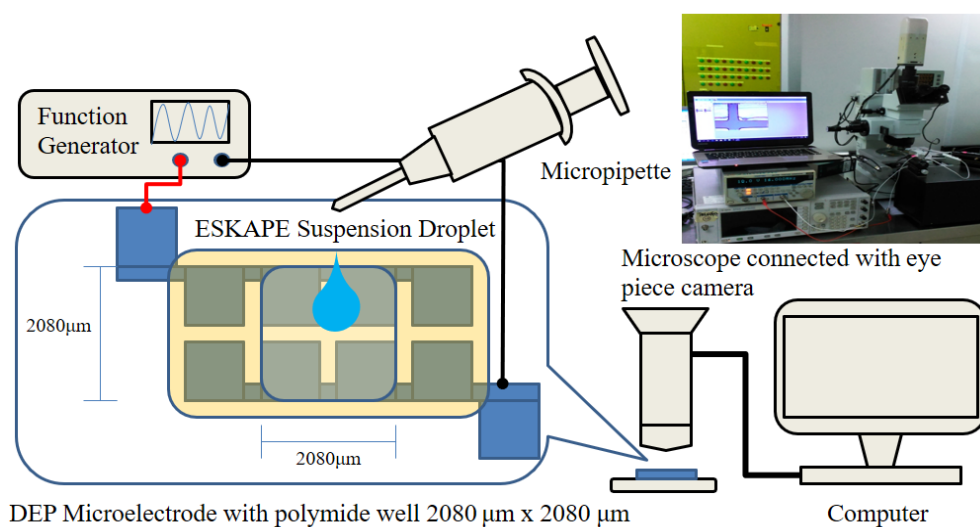 Function
Generator
Micropipette
ESKAPE Suspension Droplet
Microscope connected with eye
piece camera
2080μm
2080μm
DEP Microelectrode with polymide well 2080 μm x 2080 μm
Computer